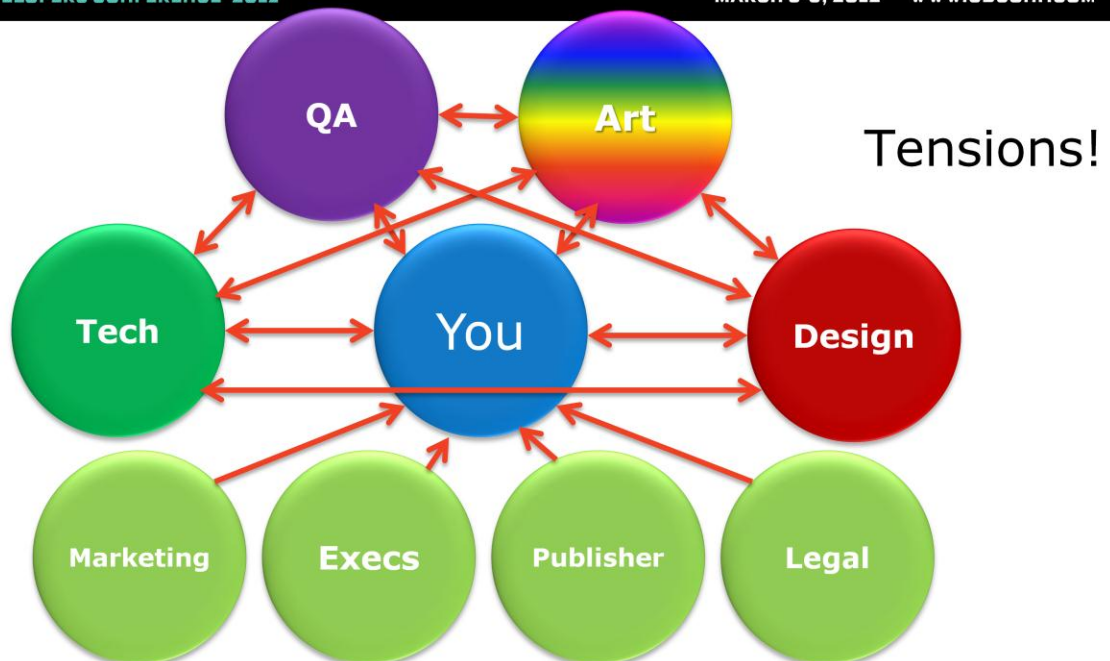 QA
Art
Tensions!
Tech
You
Design
Marketing
Execs
Publisher
Legal